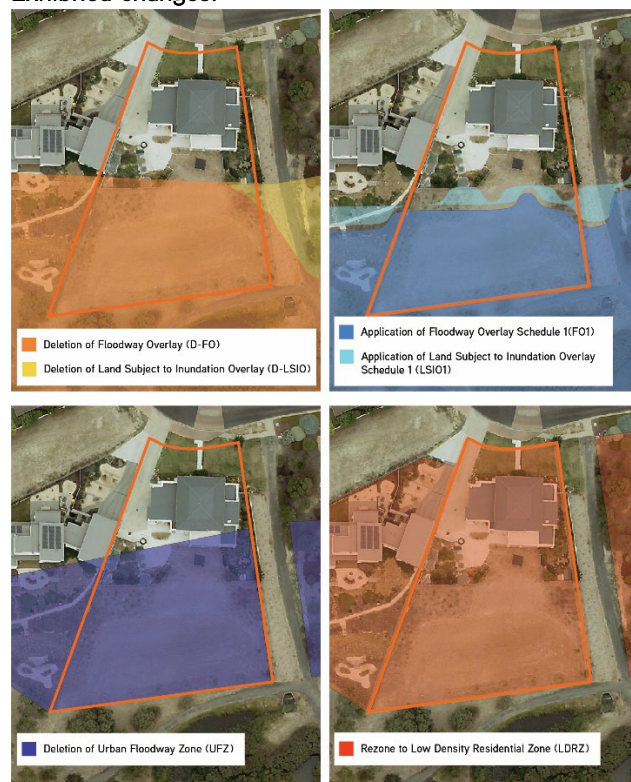 Exhibited changes:
Deletion of Floodway Overlay (D-FO)
Deletion of Land Subject to Inundation Overlay (D-LSIO)
Application of Floodway Overlay Schedule 1(FO1)
Application of Land Subject to Inundation Overlay
Schedule 1 (LSIO1)
Deletion of Urban Floodway Zone (UFZ)
Rezone to Low Density Residential Zone (LDRZ)